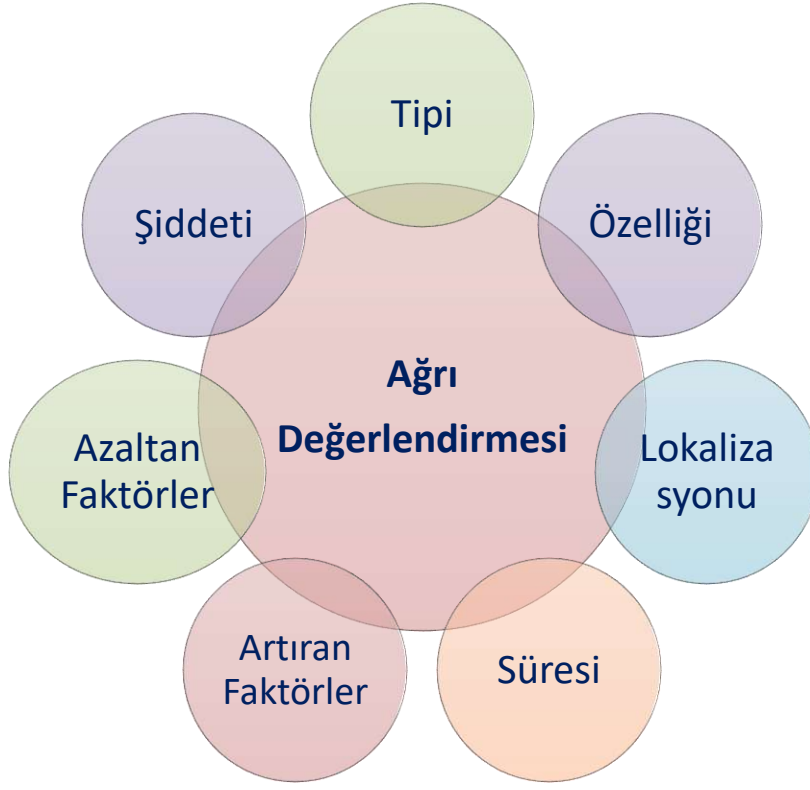 Tipi
Özelliği
Lokaliza
syonu
Süresi
Artıran
Faktörler
Azaltan
Faktörler
Şiddeti
Ağrı
Değerlendirmesi